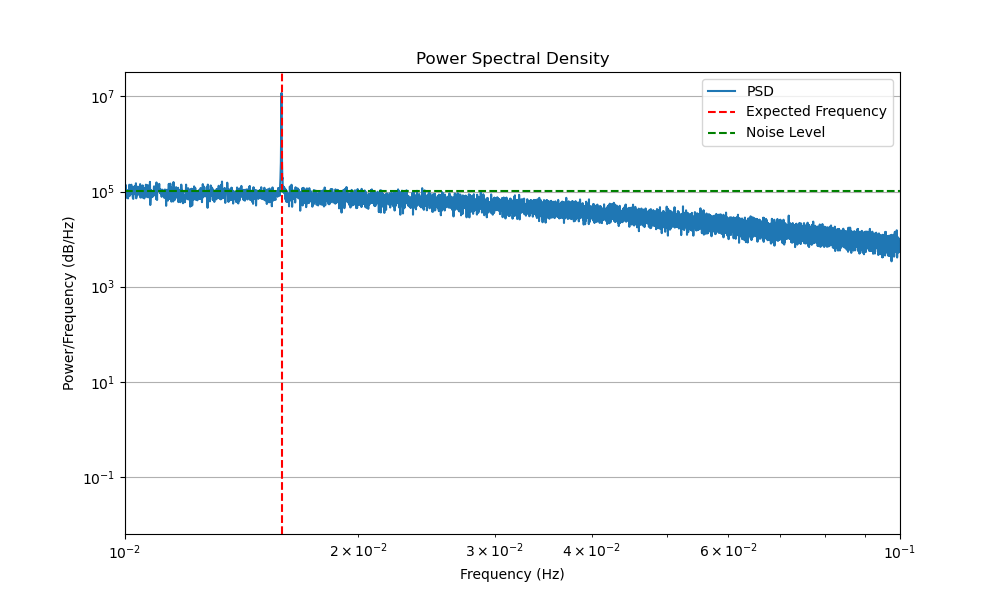 Power Spectral Density
PSD
Expected Frequency
Noise Level
Power/Frequency (dB/Hz)
10⁷
10⁵
10³
10¹
10⁻¹
10⁻²
2 × 10⁻²
3 × 10⁻²
4 × 10⁻²
6 × 10⁻²
10⁻¹
Frequency (Hz)